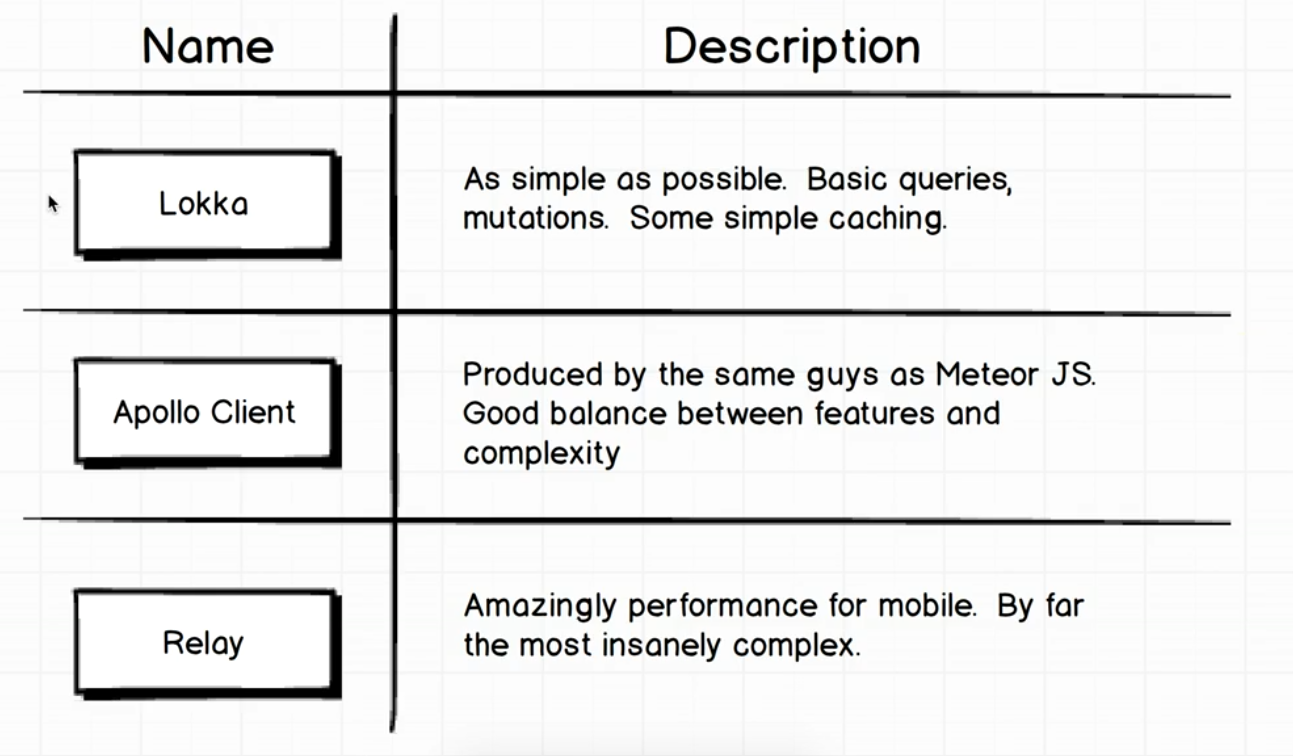 Name
Description
Lokka
As simple as possible.  Basic queries,
mutations.  Some simple caching.
Apollo Client
Produced by the same guys as Meteor JS.
Good balance between features and
complexity
Relay
Amazingly performance for mobile.  By far
the most insanely complex.